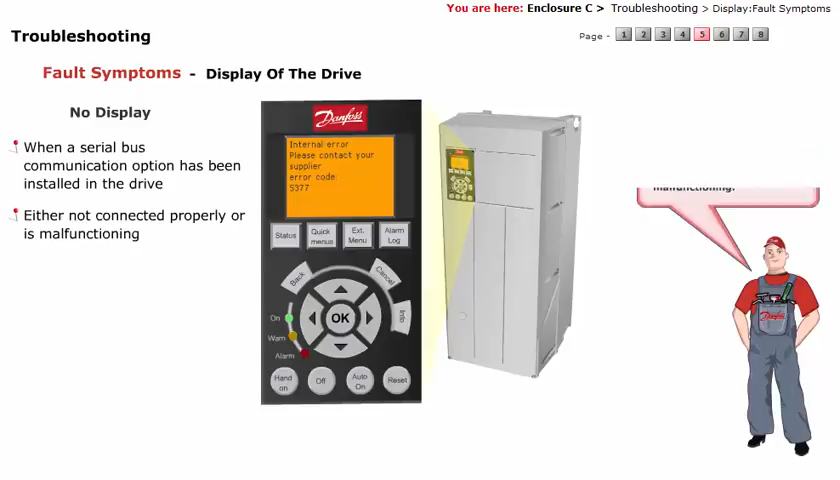 You are here: Enclosure C > Troubleshooting > Display:Fault Symptoms
Troubleshooting
Page - 1 2 3 4 5 6 7 8
Fault Symptoms - Display Of The Drive
No Display
When a serial bus
communication option has been
installed in the drive
Either not connected properly or
is malfunctioning
Danfoss
Internal error
Please contact your
supplier
error code:
5377
Status
Quick
menus
Ext.
Menu
Alarm
Log
Back
Cancel
Info
OK
On
Warn
Alarm
Hand
on
Off
Auto
On
Reset
malfunctioning.
Danfoss